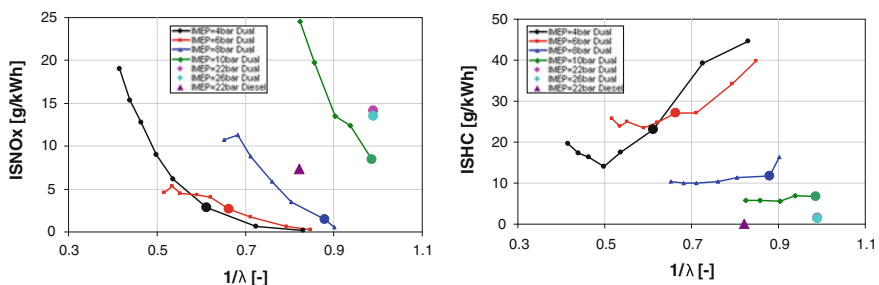 ISNOx [g/kWh]
25
20
15
10
5
0
IMEP=4bar Dual
IMEP=6bar Dual
IMEP=8bar Dual
IMEP=10bar Dual
IMEP=22bar Dual
IMEP=26bar Dual
IMEP=22bar Diesel
0.3 0.5 0.7 0.9 1.1
1/λ [-]
ISHC [g/kWh]
50
40
30
20
10
0
IMEP=4bar Dual
IMEP=6bar Dual
IMEP=8bar Dual
IMEP=10bar Dual
IMEP=22bar Dual
IMEP=26bar Dual
IMEP=22bar Diesel
0.3 0.5 0.7 0.9 1.1
1/λ [-]